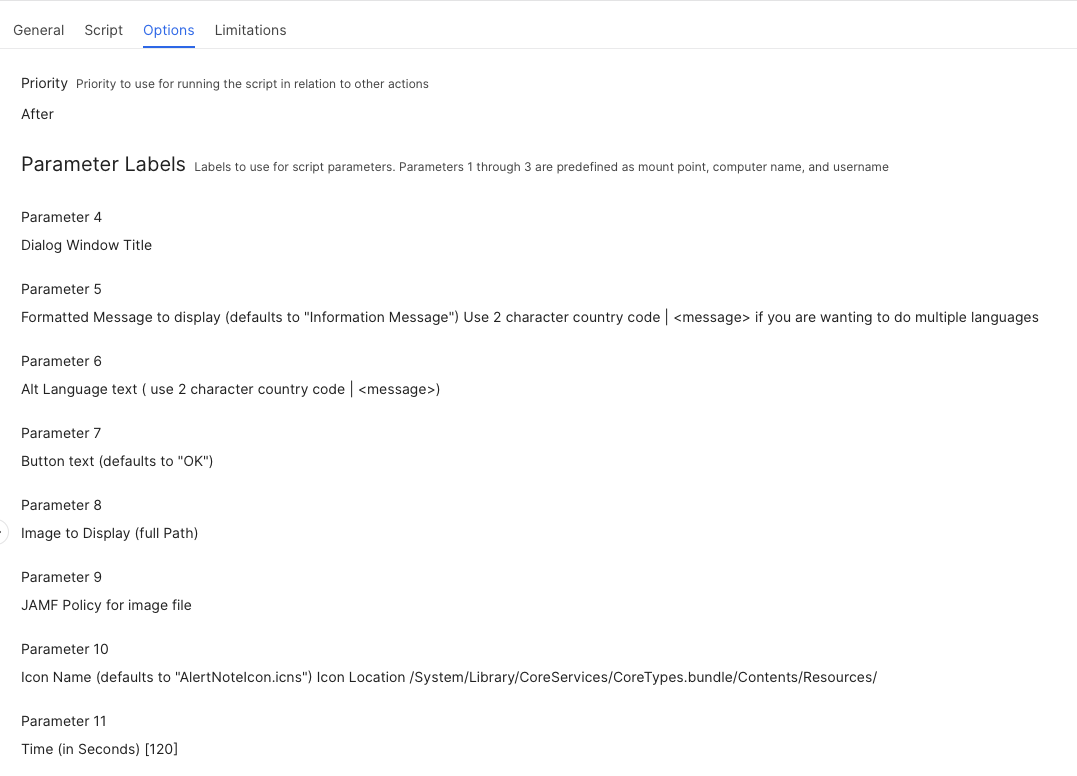 General Script Options Limitations
Priority Priority to use for running the script in relation to other actions
After
Parameter Labels Labels to use for script parameters. Parameters 1 through 3 are predefined as mount point, computer name, and username
Parameter 4
Dialog Window Title
Parameter 5
Formatted Message to display (defaults to "Information Message") Use 2 character country code | <message> if you are wanting to do multiple languages
Parameter 6
Alt Language text ( use 2 character country code | <message>)
Parameter 7
Button text (defaults to "OK")
Parameter 8
Image to Display (full Path)
Parameter 9
JAMF Policy for image file
Parameter 10
Icon Name (defaults to "AlertNoteIcon.icns") Icon Location /System/Library/CoreServices/CoreTypes.bundle/Contents/Resources/
Parameter 11
Time (in Seconds) [120]